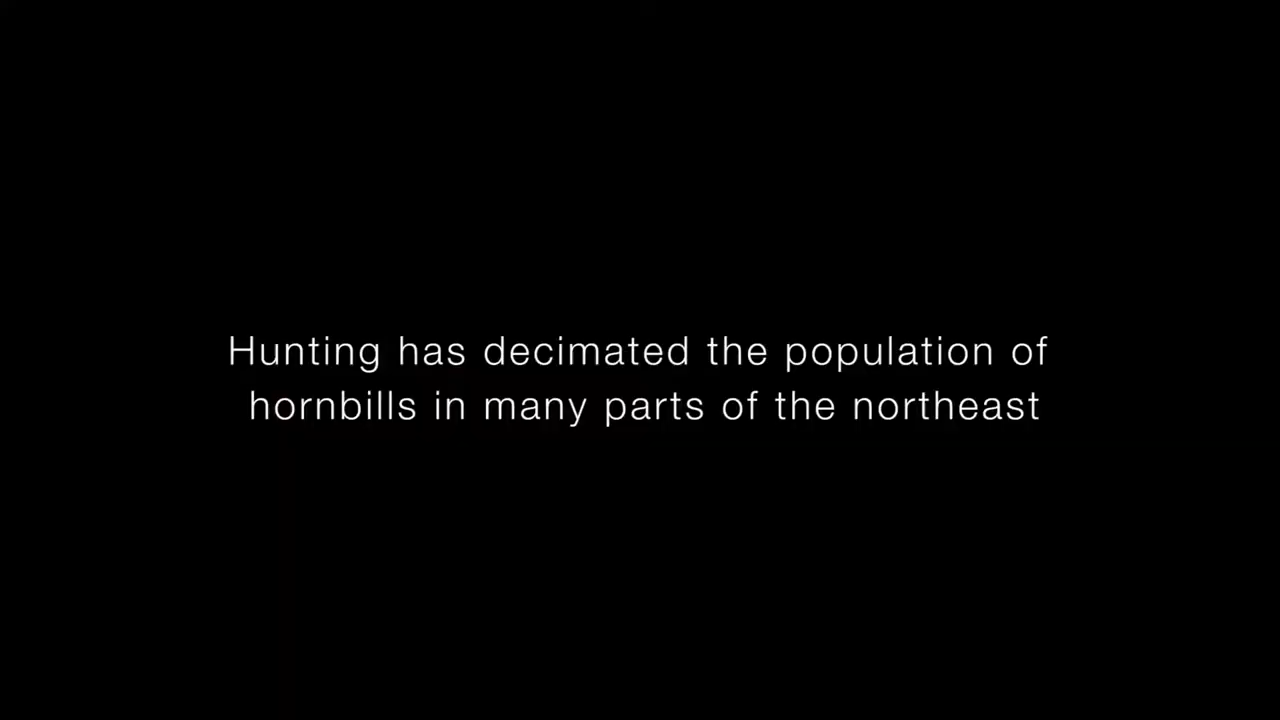 Hunting has decimated the population of
hornbills in many parts of the northeast